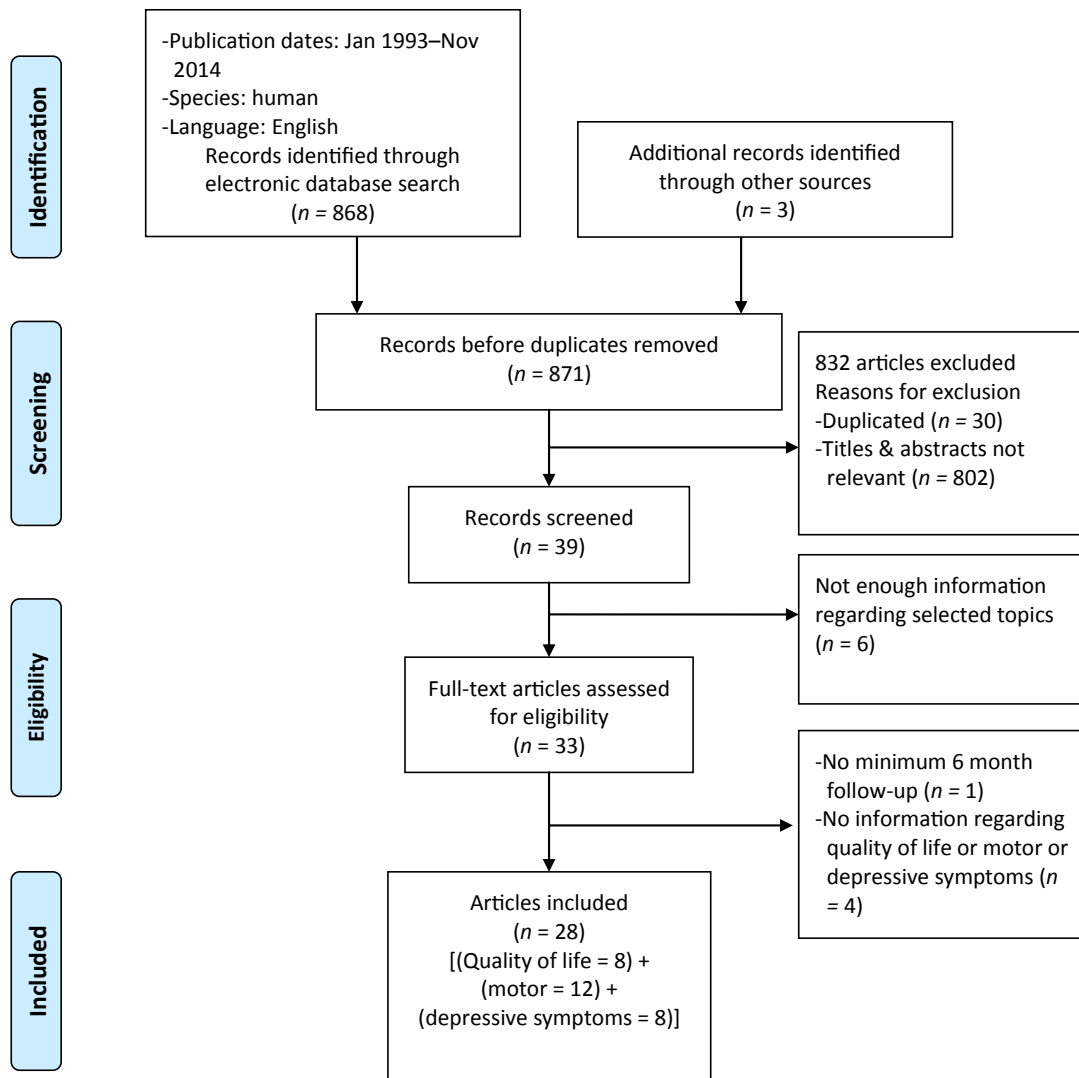 Identification
-Publication dates: Jan 1993–Nov
2014
-Species: human
-Language: English
Records identified through
electronic database search
(n = 868)
Additional records identified
through other sources
(n = 3)
Screening
Records before duplicates removed
(n = 871)
832 articles excluded
Reasons for exclusion
-Duplicated (n = 30)
-Titles & abstracts not
relevant (n = 802)
Records screened
(n = 39)
Eligibility
Not enough information
regarding selected topics
(n = 6)
Full-text articles assessed
for eligibility
(n = 33)
-No minimum 6 month
follow-up (n = 1)
-No information regarding
quality of life or motor or
depressive symptoms (n
= 4)
Included
Articles included
(n = 28)
[(Quality of life = 8) +
(motor = 12) +
(depressive symptoms = 8)]